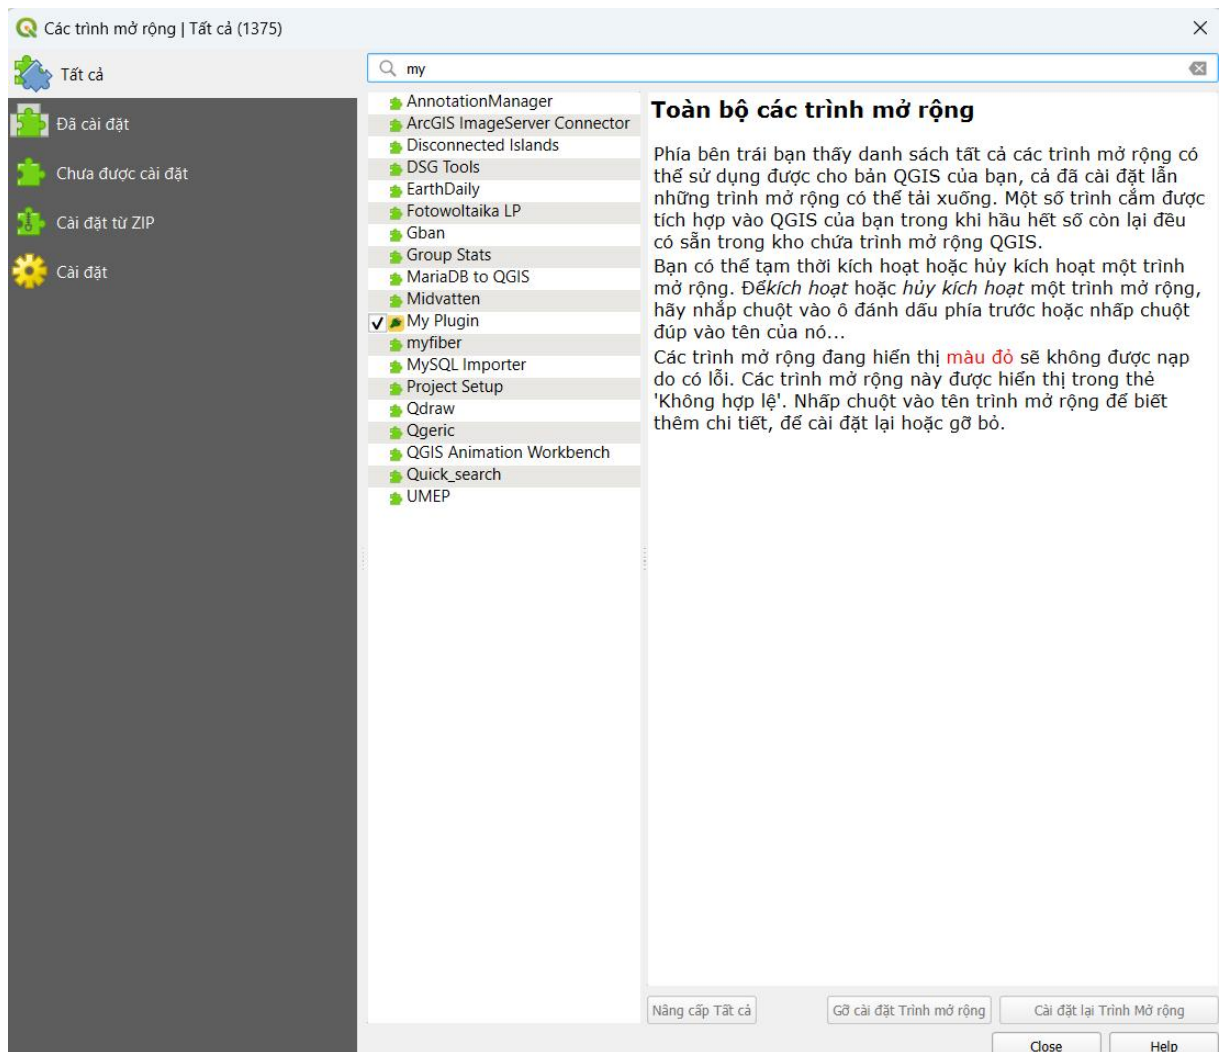 Các trình mở rộng | Tất cả (1375)
Tất cả
Đã cài đặt
Chưa được cài đặt
Cài đặt từ ZIP
Cài đặt
my
AnnotationManager
ArcGIS ImageServer Connector
Disconnected Islands
DSG Tools
EarthDaily
Fotowoltaika LP
Gban
Group Stats
MariaDB to QGIS
Midvatten
My Plugin
myfiber
MySQL Importer
Project Setup
Qdraw
Qgeric
QGIS Animation Workbench
Quick_search
UMEP
Toàn bộ các trình mở rộng
Phía bên trái bạn thấy danh sách tất cả các trình mở rộng có
thể sử dụng được cho bản QGIS của bạn, cả đã cài đặt lẫn
những trình mở rộng có thể tải xuống. Một số trình cắm được
tích hợp vào QGIS của bạn trong khi hầu hết số còn lại đều
có sẵn trong kho chứa trình mở rộng QGIS.
Bạn có thể tạm thời kích hoạt hoặc hủy kích hoạt một trình
mở rộng. Đểkích hoạt hoặc hủy kích hoạt một trình mở rộng,
hãy nhắp chuột vào ô đánh dấu phía trước hoặc nhấp chuột
đúp vào tên của nó...
Các trình mở rộng đang hiển thị màu đỏ sẽ không được nạp
do có lỗi. Các trình mở rộng này được hiển thị trong thẻ
'Không hợp lệ'. Nhấp chuột vào tên trình mở rộng để biết
thêm chi tiết, để cài đặt lại hoặc gỡ bỏ.
Nâng cấp Tất cả
Gỡ cài đặt Trình mở rộng
Cài đặt lại Trình Mở rộng
Close
Help